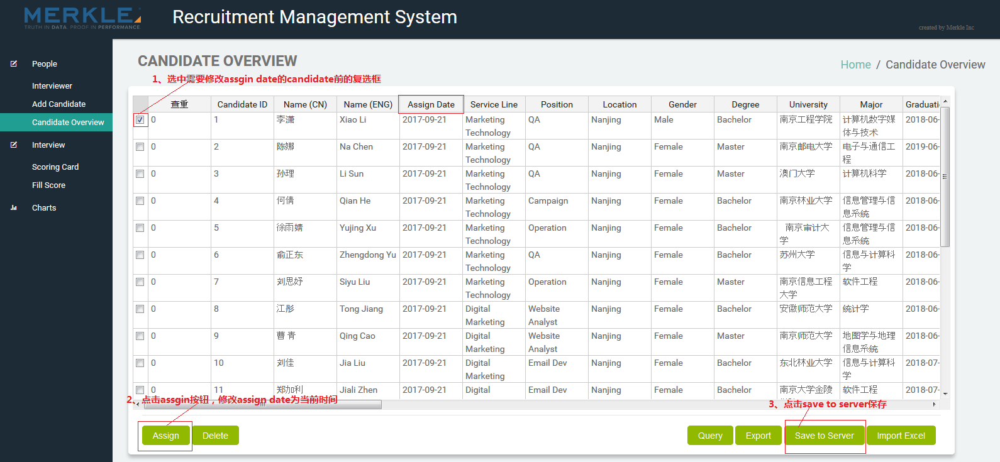 MERKLE
TRUTH IN DATA. PROOF IN PERFORMANCE.
Recruitment Management System
created by Merkle Inc
People
Interviewer
Add Candidate
Candidate Overview
Interview
Scoring Card
Fill Score
Charts
CANDIDATE OVERVIEW
Home / Candidate Overview
1、选中需要修改assgin date的candidate前的复选框
查重 Candidate ID Name (CN) Name (ENG) Assign Date Service Line Position Location Gender Degree University Major Graduati
0 1 李潇 Xiao Li 2017-09-21 Marketing Technology QA Nanjing Male Bachelor 南京工程学院 计算机数字媒体与技术 2018-06-
0 2 陈娜 Na Chen 2017-09-21 Marketing Technology QA Nanjing Female Master 南京邮电大学 电子与通信工程 2019-06-
0 3 孙理 Li Sun 2017-09-21 Marketing Technology QA Nanjing Female Master 澳门大学 计算机科学 2018-06-
0 4 何倩 Qian He 2017-09-21 Marketing Technology Campaign Nanjing Female Bachelor 南京林业大学 信息管理与信息系统 2018-06-
0 5 徐雨婧 Yujing Xu 2017-09-21 Marketing Technology Operation Nanjing Female Bachelor 南京审计大学 信息管理与信息系统 2018-06-
0 6 俞正东 Zhengdong Yu 2017-09-21 Marketing Technology QA Nanjing Female Bachelor 苏州大学 信息与计算科学 2018-06-
0 7 刘思妤 Siyu Liu 2017-09-21 Marketing Technology Operation Nanjing Female Master 南京信息工程大学 软件工程 2018-06-
0 8 江彤 Tong Jiang 2017-09-21 Digital Marketing Website Analyst Nanjing Female Bachelor 安徽师范大学 统计学 2018-06-
0 9 曹 青 Qing Cao 2017-09-21 Digital Marketing Website Analyst Nanjing Female Master 南京师范大学 地图学与地理信息系统 2018-06-
0 10 刘佳 Jia Liu 2017-09-21 Digital Marketing Email Dev Nanjing Female Bachelor 东北林业大学 信息与计算科学 2018-07-
0 11 郑加利 Jiali Zhen 2017-09-21 Digital Email Dev Nanjing Female Bachelor 南京大学金陵 软件工程 2018-07-
2、点击assgin按钮，修改assign date为当前时间
3、点击save to server保存
Assign Delete Query Export Save to Server Import Excel